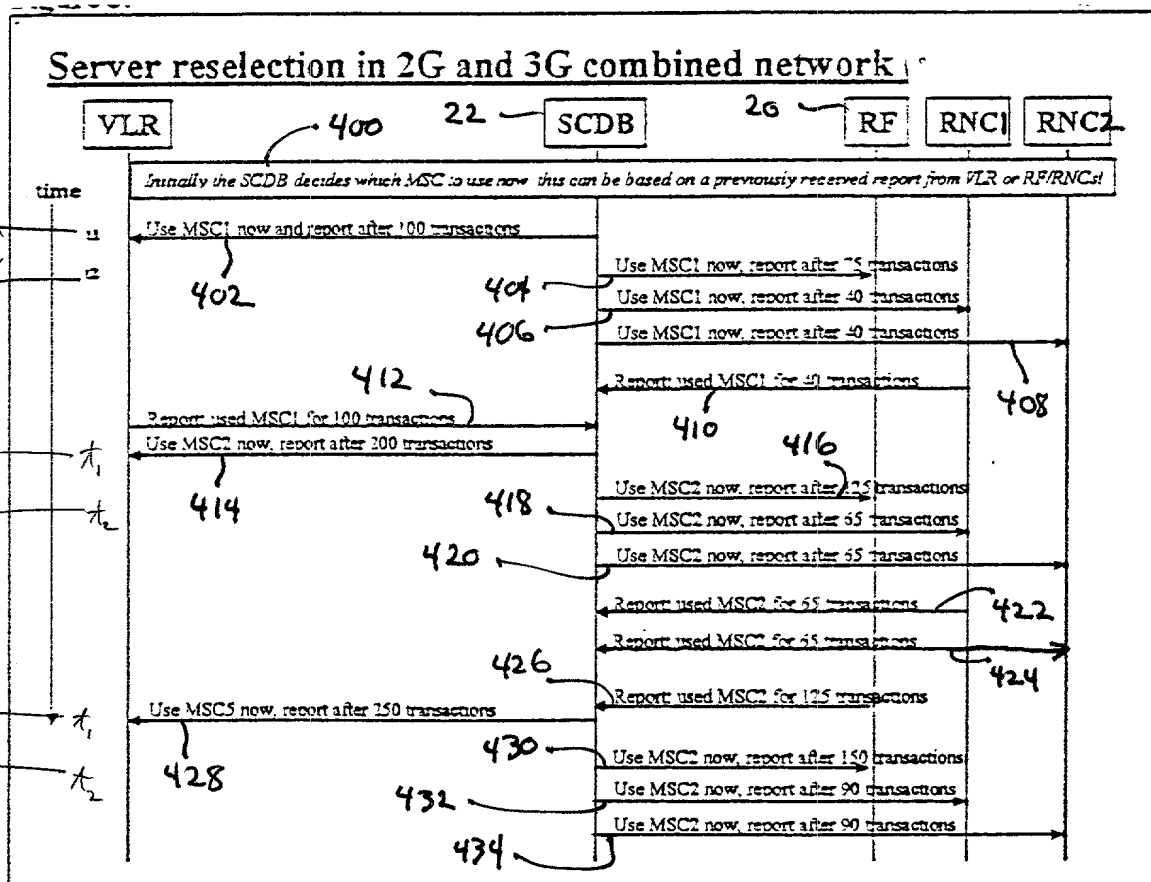 Server reselection in 2G and 3G combined network
22
20
VLR
400
SCDB
RF
RNC1
RNC2
Initially the SCDB decides which MSC to use now this can be based on a previously received report from VLR or RF/RNCs!
time
Use MSC1 now and report after 100 transactions
402
Use MSC1 now, report after 75 transactions
404
Use MSC1 now, report after 40 transactions
406
Use MSC1 now, report after 40 transactions
408
412
Report: used MSC1 for 40 transactions
410
Report: used MSC1 for 100 transactions
t1
Use MSC2 now, report after 200 transactions
414
416
Use MSC2 now, report after 125 transactions
t2
418
Use MSC2 now, report after 65 transactions
420
Use MSC2 now, report after 65 transactions
Report: used MSC2 for 65 transactions
422
Report: used MSC2 for 65 transactions
424
426
Report: used MSC2 for 125 transactions
t1
Use MSC5 now, report after 250 transactions
428
430
Use MSC2 now, report after 150 transactions
t2
432
Use MSC2 now, report after 90 transactions
434
Use MSC2 now, report after 90 transactions